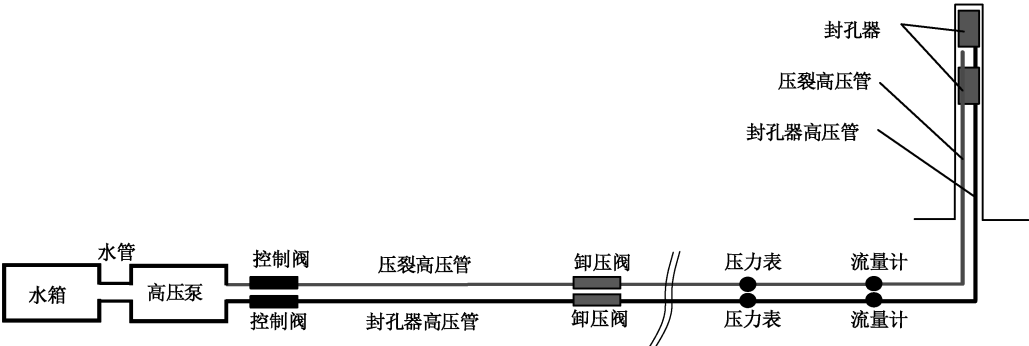 封孔器
压裂高压管
封孔器高压管
水管
控制阀
压裂高压管
卸压阀
压力表
流量计
水箱
高压泵
控制阀
封孔器高压管
卸压阀
压力表
流量计